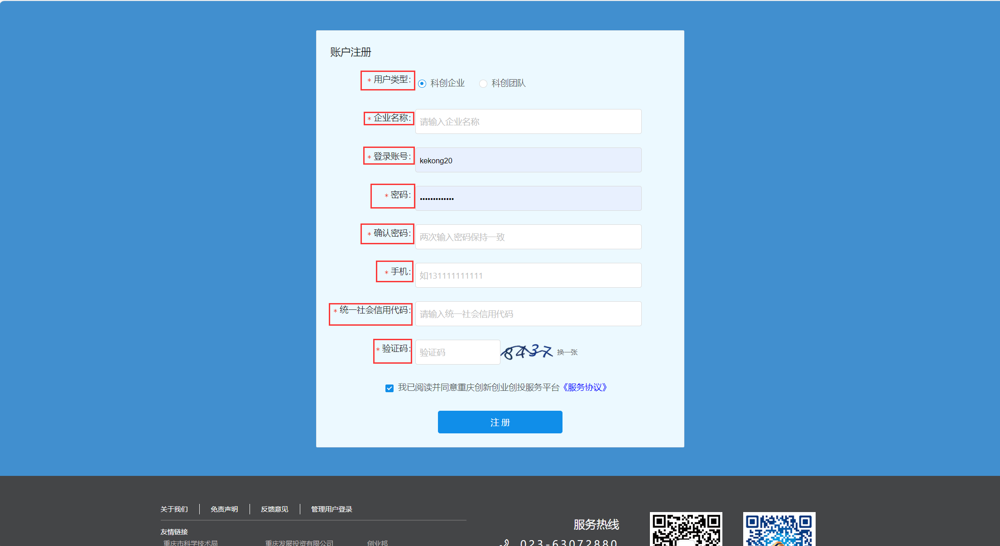 账户注册
* 用户类型: 科创企业 科创团队
* 企业名称: 请输入企业名称
* 登录账号: kekong20
* 密码: •••••••••••••
* 确认密码: 两次输入密码保持一致
* 手机: 如131111111111
* 统一社会信用代码: 请输入统一社会信用代码
* 验证码: 验证码 8437 换一张
我已阅读并同意重庆创新创业创投服务平台《服务协议》
注 册
关于我们 免责声明 反馈意见 管理用户登录
服务热线
友情链接
重庆市科学技术局 重庆发展投资有限公司 创业邦
023-63072880